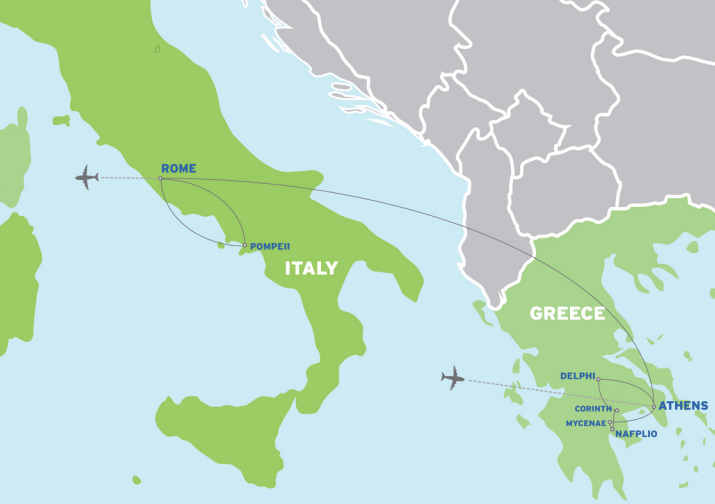 ROME
POMPEII
ITALY
GREECE
DELPHI
CORINTH
ATHENS
MYCENAE
NAFPLIO